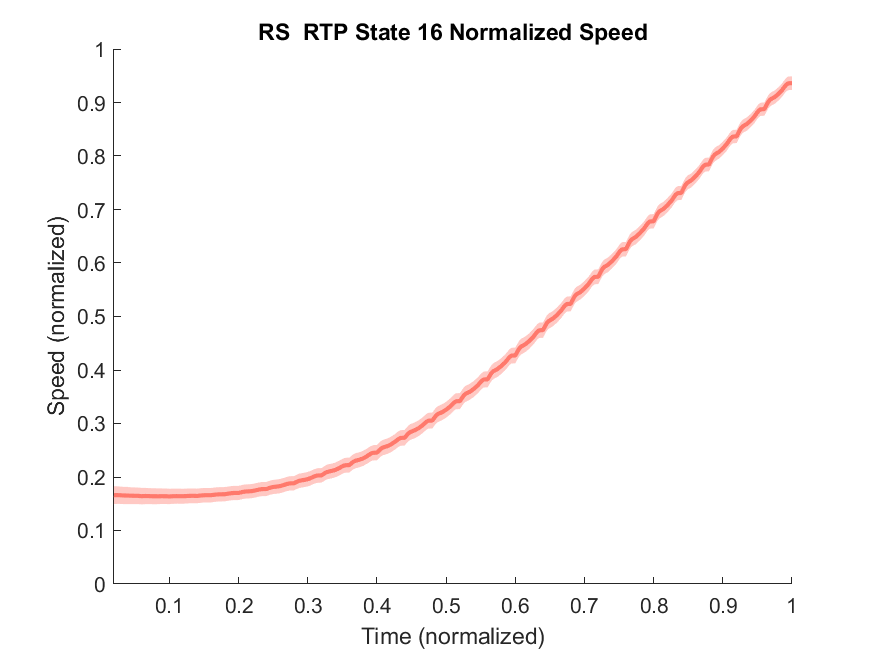 RS  RTP State 16 Normalized Speed
1
0.9
0.8
0.7
0.6
0.5
0.4
0.3
0.2
0.1
0
Speed (normalized)
0.1 0.2 0.3 0.4 0.5 0.6 0.7 0.8 0.9 1
Time (normalized)